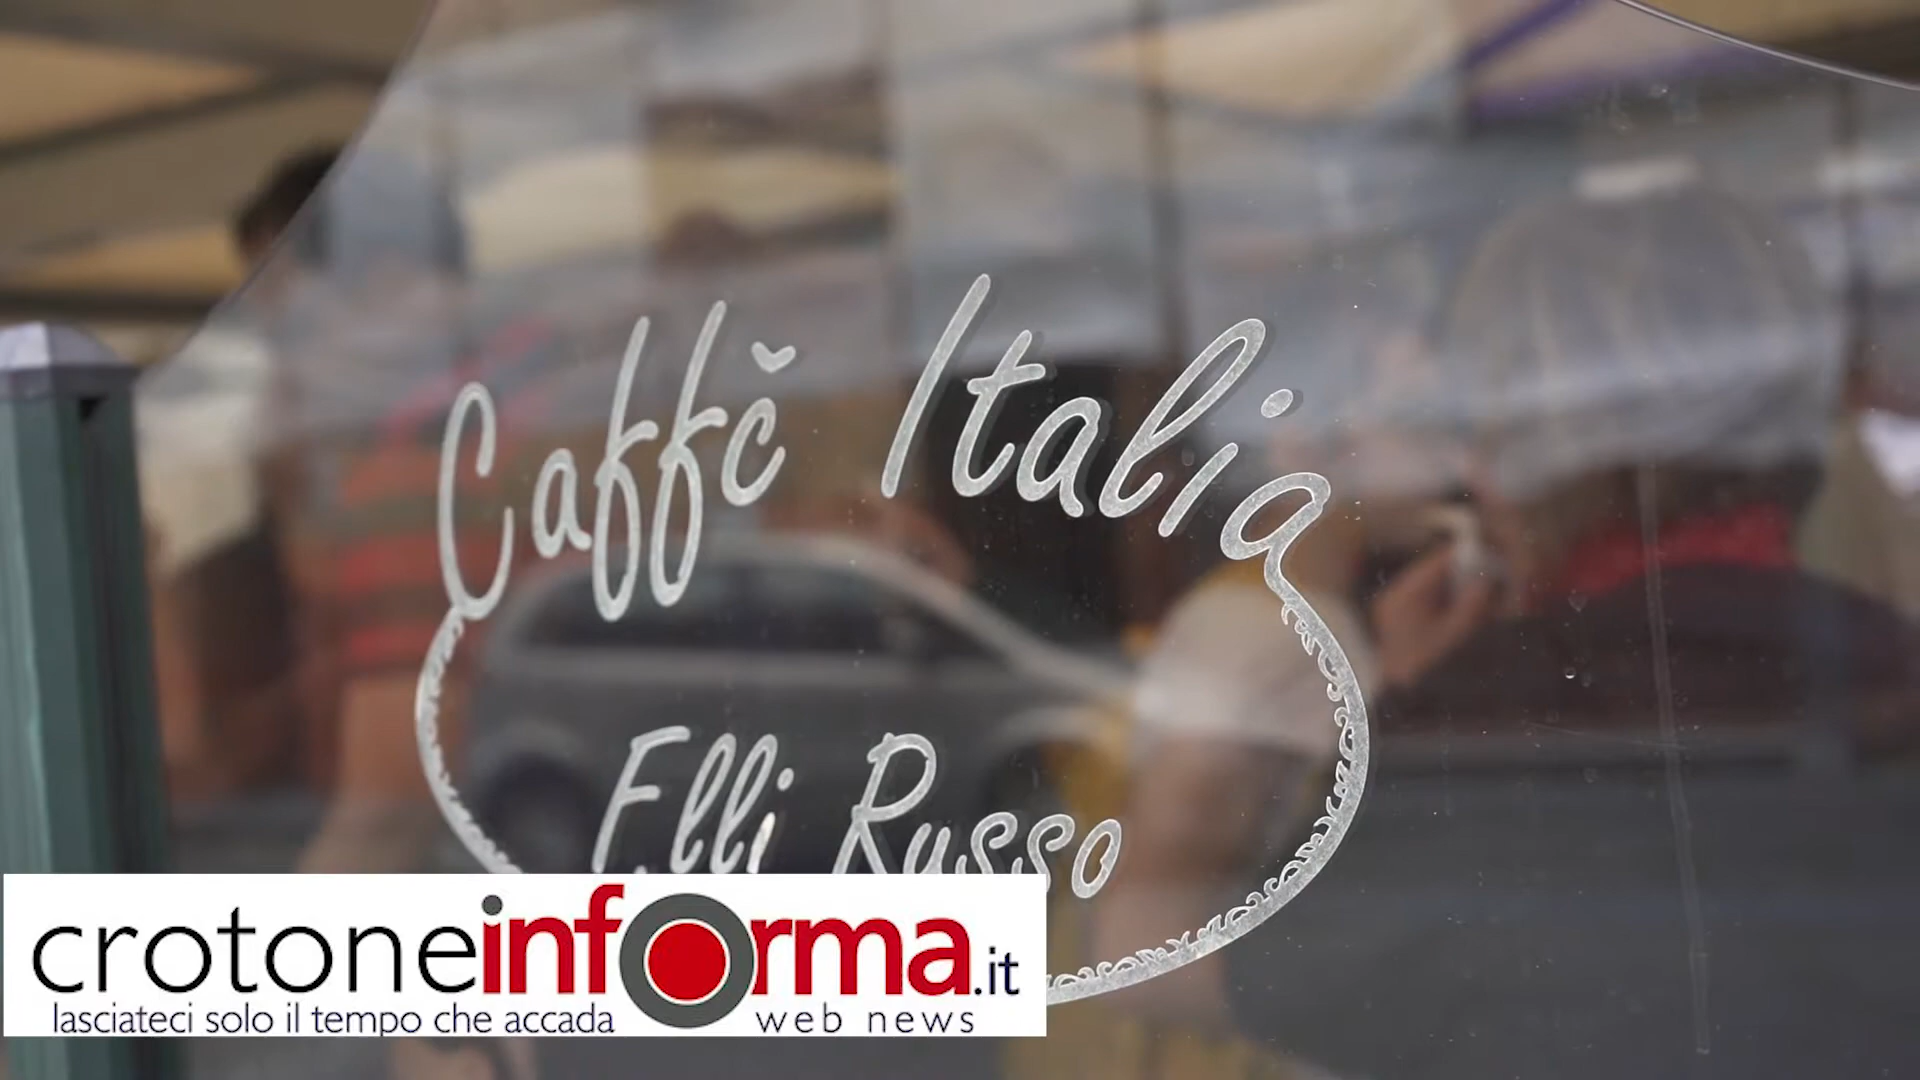 Caffè Italia
F.lli Russo
crotoneinforma.it
lasciateci solo il tempo che accada
web news